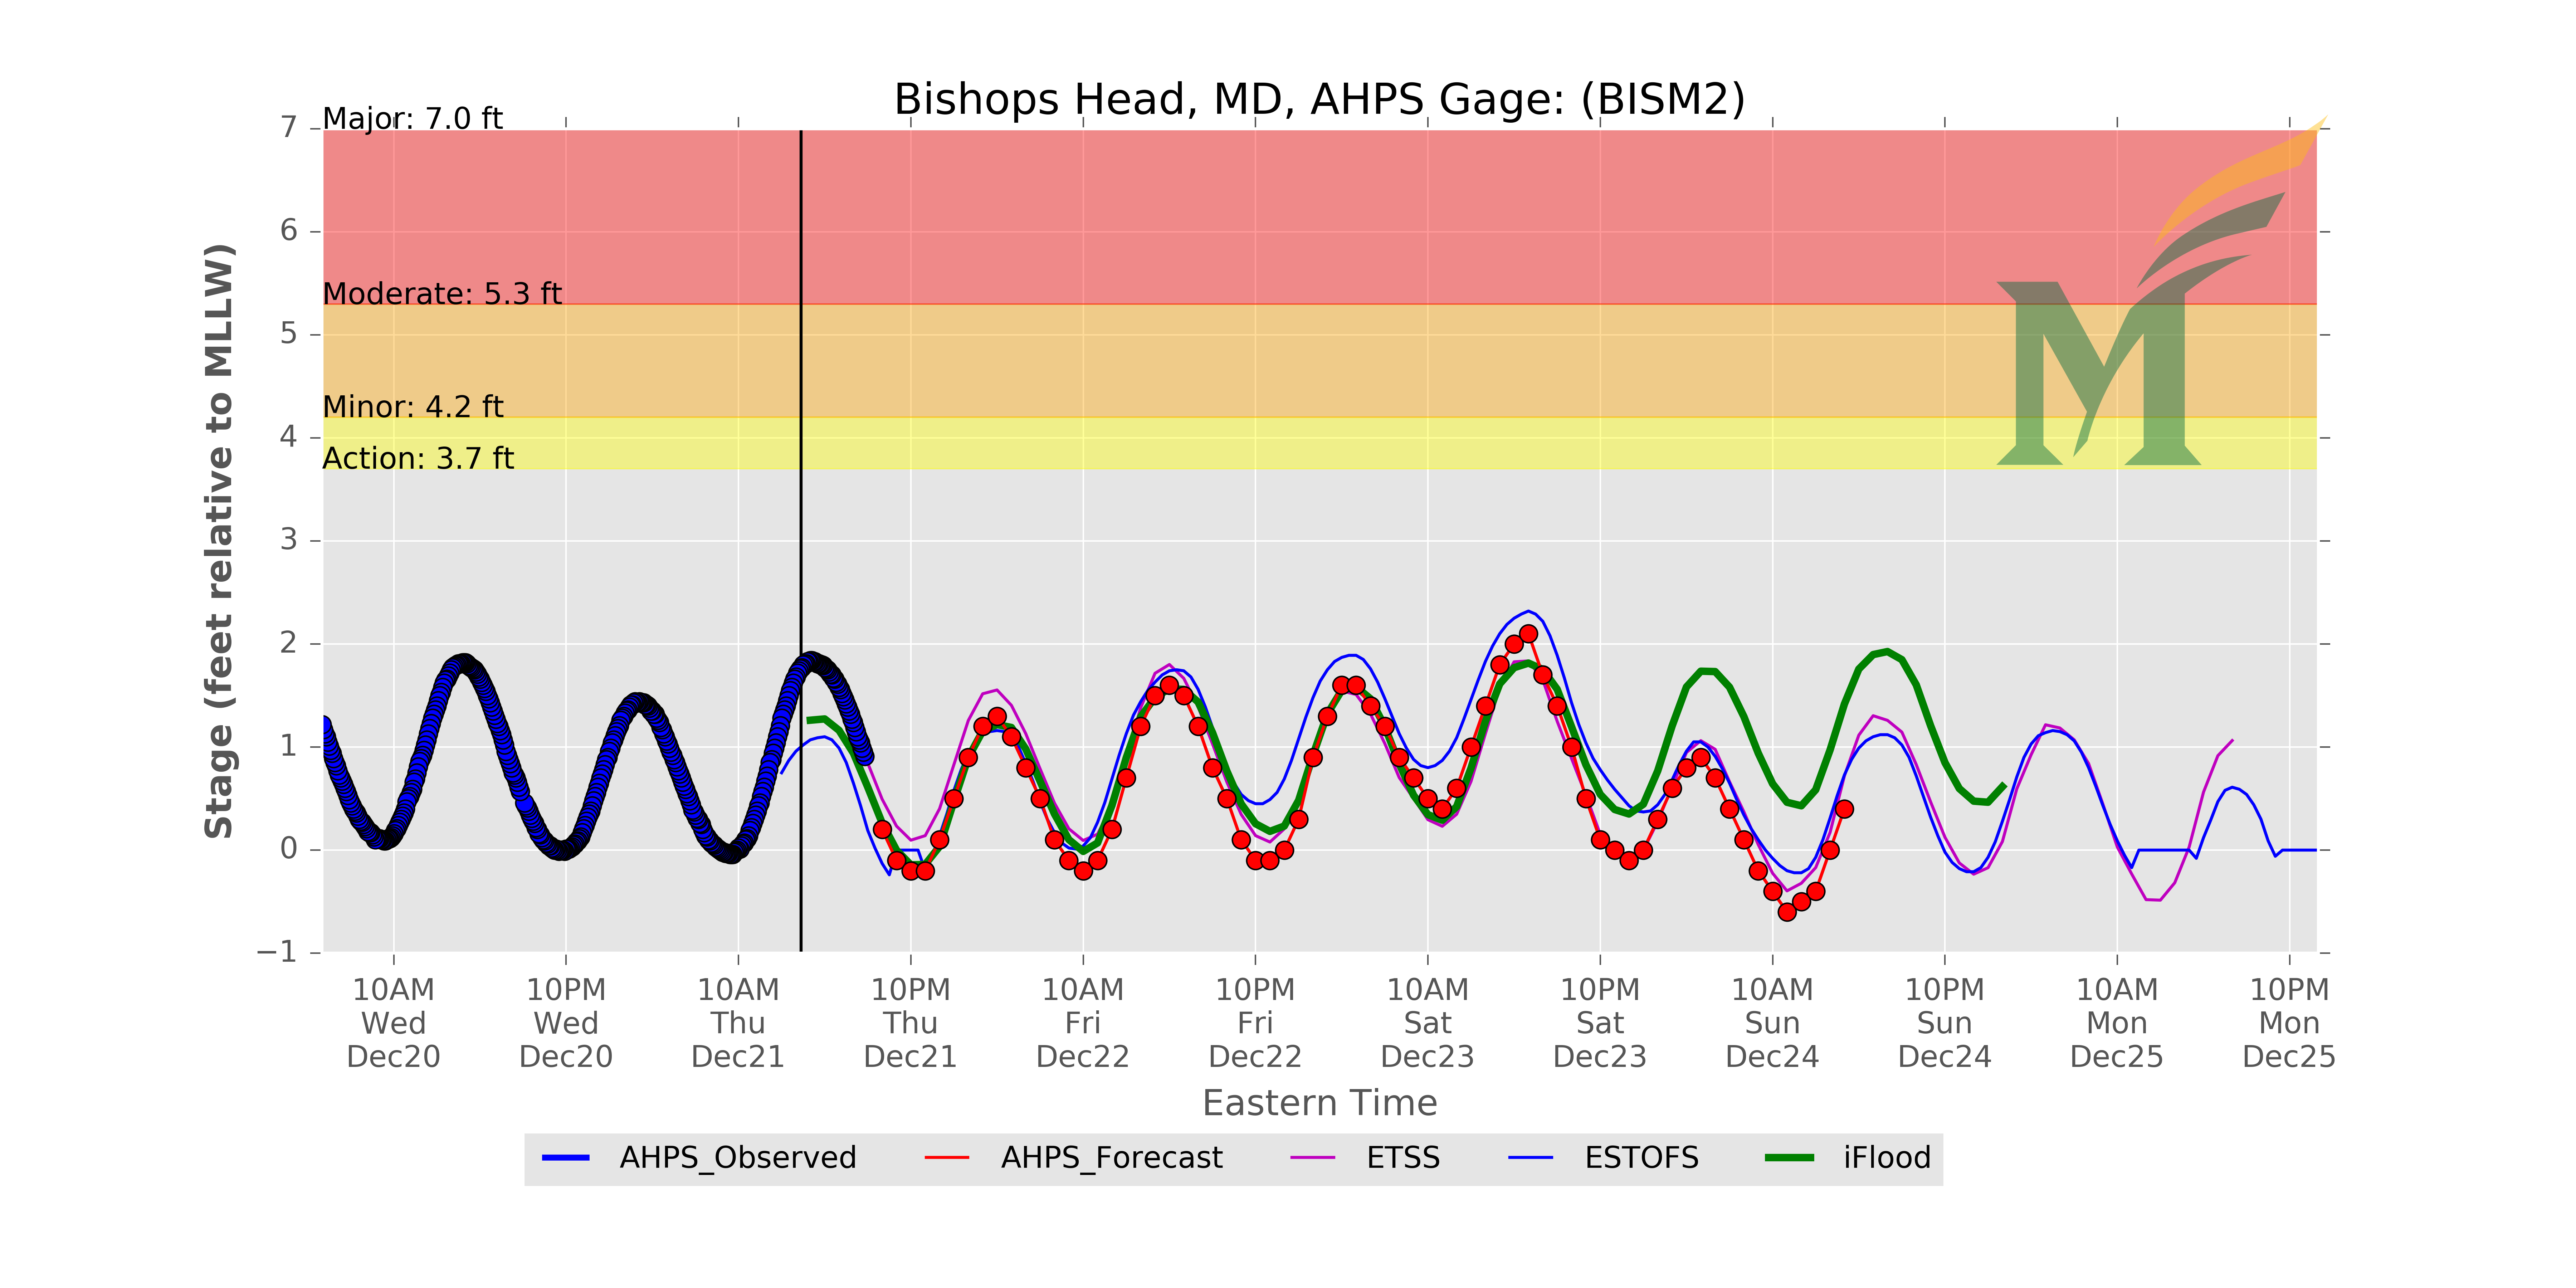 Bishops Head, MD, AHPS Gage: (BISM2)
Major: 7.0 ft
Moderate: 5.3 ft
Minor: 4.2 ft
Action: 3.7 ft
7
6
5
4
3
2
1
0
−1
Stage (feet relative to MLLW)
10AM 10PM 10AM 10PM 10AM 10PM 10AM 10PM 10AM 10PM 10AM 10PM
Wed Wed Thu Thu Fri Fri Sat Sat Sun Sun Mon Mon
Dec20 Dec20 Dec21 Dec21 Dec22 Dec22 Dec23 Dec23 Dec24 Dec24 Dec25 Dec25
Eastern Time
AHPS_Observed AHPS_Forecast ETSS ESTOFS iFlood
M